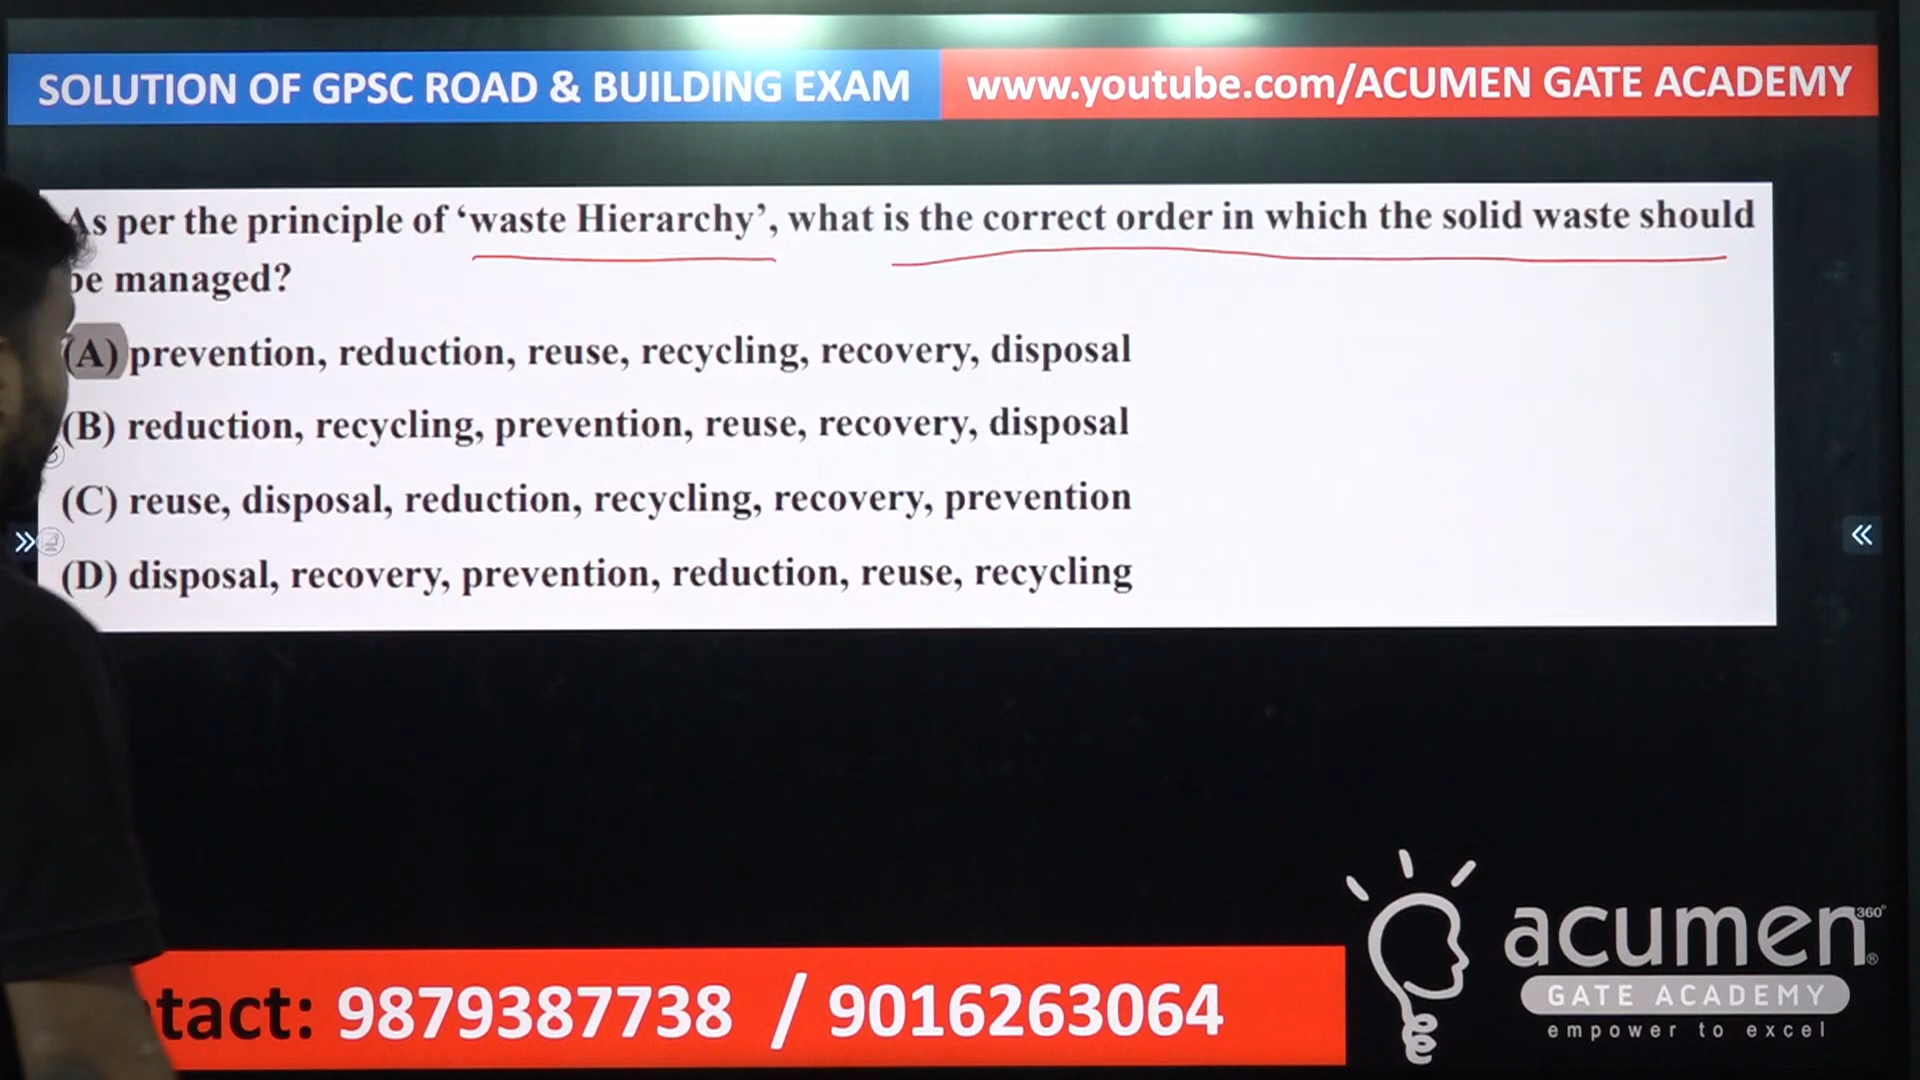 SOLUTION OF GPSC ROAD & BUILDING EXAM
www.youtube.com/ACUMEN GATE ACADEMY
As per the principle of ‘waste Hierarchy’, what is the correct order in which the solid waste should
be managed?
(A) prevention, reduction, reuse, recycling, recovery, disposal
(B) reduction, recycling, prevention, reuse, recovery, disposal
(C) reuse, disposal, reduction, recycling, recovery, prevention
(D) disposal, recovery, prevention, reduction, reuse, recycling
tact: 9879387738 / 9016263064
acumen 360° ®
GATE ACADEMY
empower to excel